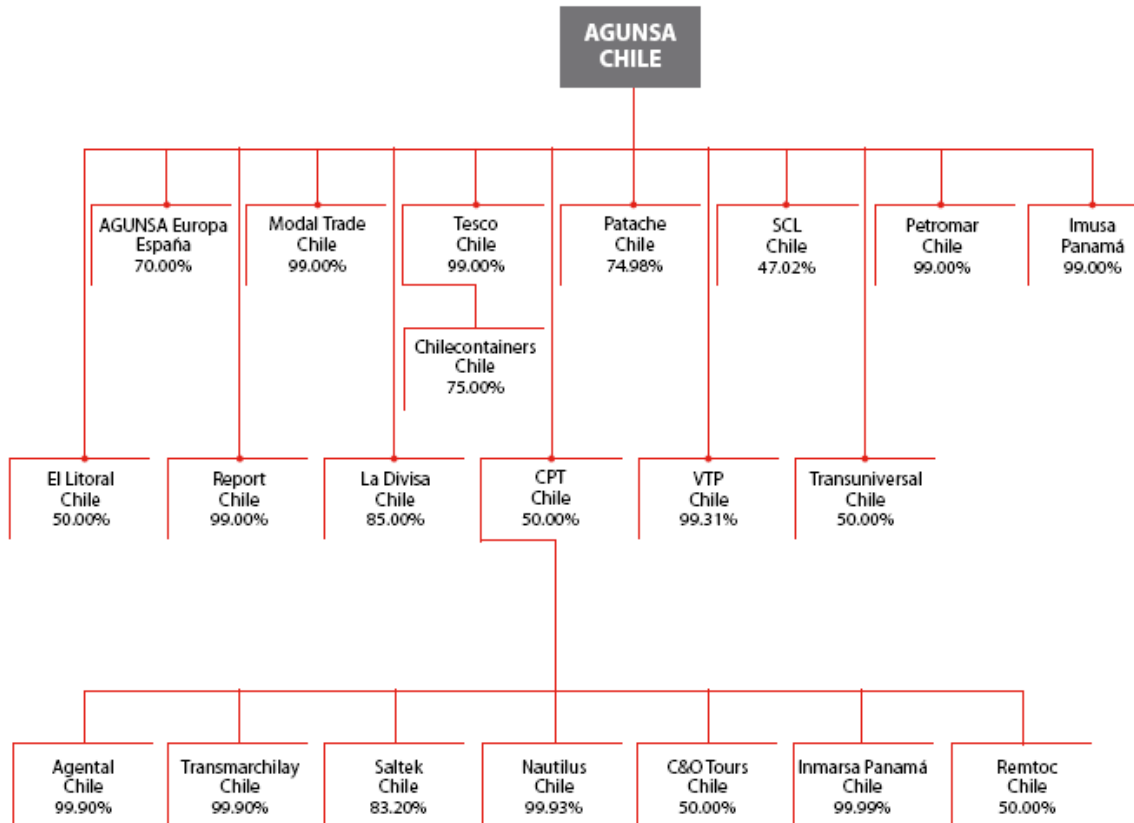 AGUNSA
CHILE
AGUNSA Europa
España
70.00%
Modal Trade
Chile
99.00%
Tesco
Chile
99.00%
Patache
Chile
74.98%
SCL
Chile
47.02%
Petromar
Chile
99.00%
Imusa
Panamá
99.00%
Chilecontainers
Chile
75.00%
El Litoral
Chile
50.00%
Report
Chile
99.00%
La Divisa
Chile
85.00%
CPT
Chile
50.00%
VTP
Chile
99.31%
Transuniversal
Chile
50.00%
Agental
Chile
99.90%
Transmarchilay
Chile
99.90%
Saltek
Chile
83.20%
Nautilus
Chile
99.93%
C&O Tours
Chile
50.00%
Inmarsa Panamá
Chile
99.99%
Remtoc
Chile
50.00%